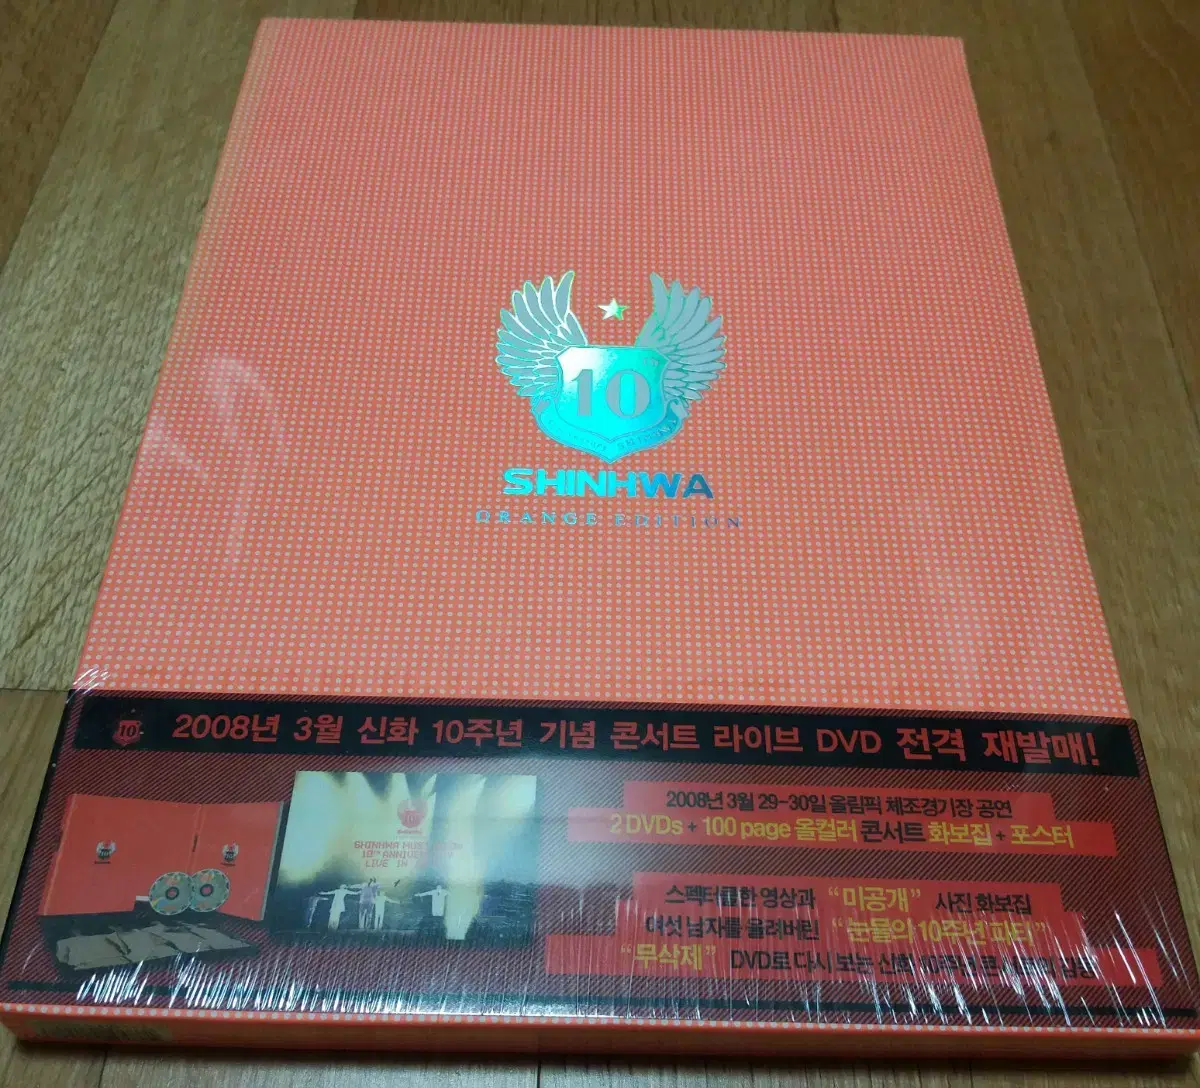 10
SHINHWA
ORANGE EDITION
10
2008년 3월 신화 10주년 기념 콘서트 라이브 DVD 전격 재발매!
2008년 3월 29-30일 올림픽 체조경기장 공연
2 DVDs + 100 page 올컬러 콘서트 화보집 + 포스터
스펙터클한 영상과 “미공개” 사진 화보집
여섯 남자를 울려버린 “눈물의 10주년 파티”
“무삭제” DVD로 다시 보는 신화 10주년
10
SHINHWA
LIVE IN